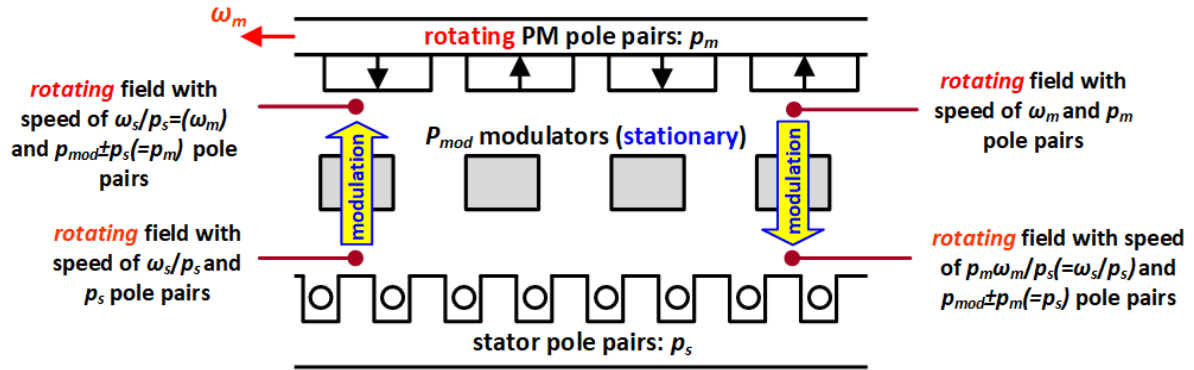 ωm
rotating PM pole pairs: pm
rotating field with
speed of ωs/ps=(ωm)
and pmod±ps(=pm) pole
pairs
rotating field with
speed of ωm and pm
pole pairs
Pmod modulators (stationary)
modulation
modulation
rotating field with
speed of ωs/ps and
ps pole pairs
rotating field with speed
of pmωm/ps(=ωs/ps) and
pmod±pm(=ps) pole pairs
stator pole pairs: ps